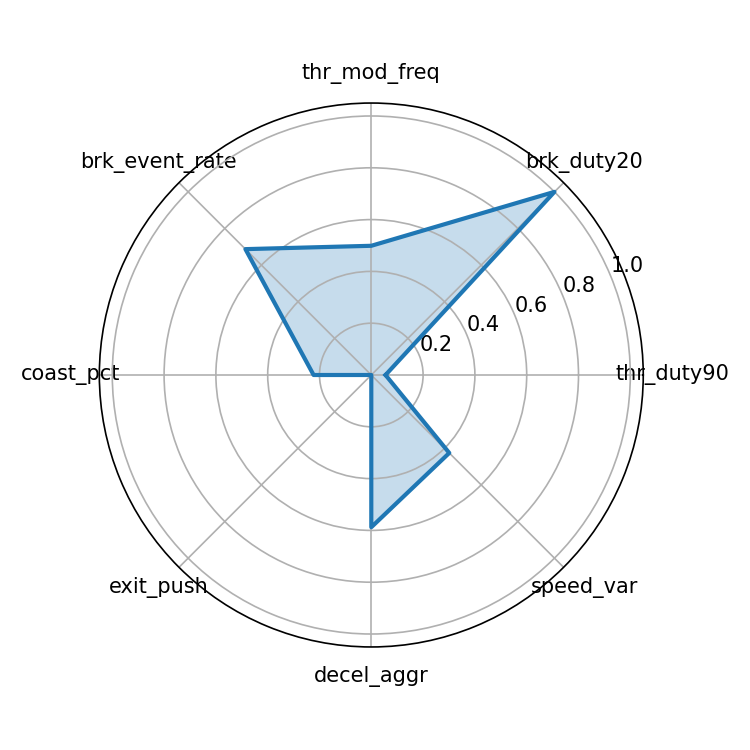 thr_mod_freq
brk_event_rate
brk_duty20
1.0
0.8
0.6
0.4
0.2
coast_pct
thr_duty90
exit_push
speed_var
decel_aggr